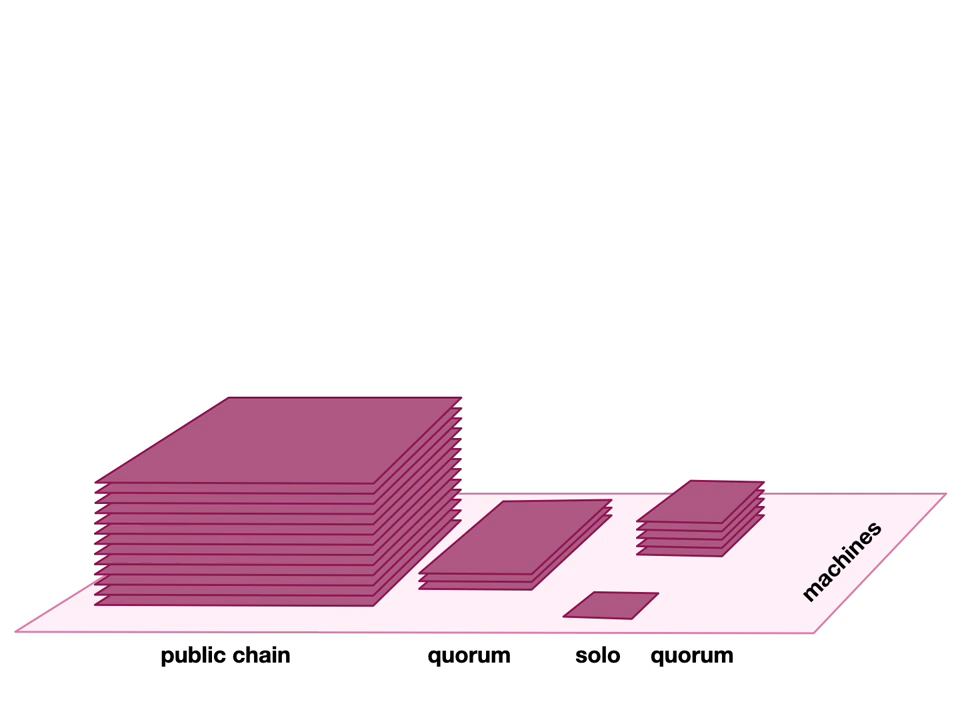 machines
public chain
quorum
solo
quorum